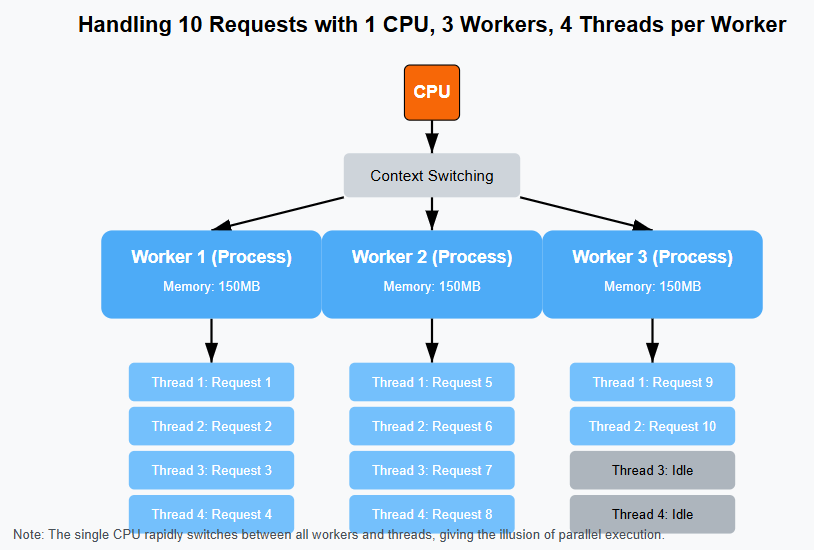 Handling 10 Requests with 1 CPU, 3 Workers, 4 Threads per Worker
CPU
Context Switching
Worker 1 (Process)
Memory: 150MB
Worker 2 (Process)
Memory: 150MB
Worker 3 (Process)
Memory: 150MB
Thread 1: Request 1
Thread 2: Request 2
Thread 3: Request 3
Thread 4: Request 4
Thread 1: Request 5
Thread 2: Request 6
Thread 3: Request 7
Thread 4: Request 8
Thread 1: Request 9
Thread 2: Request 10
Thread 3: Idle
Thread 4: Idle
Note: The single CPU rapidly switches between all workers and threads, giving the illusion of parallel execution.